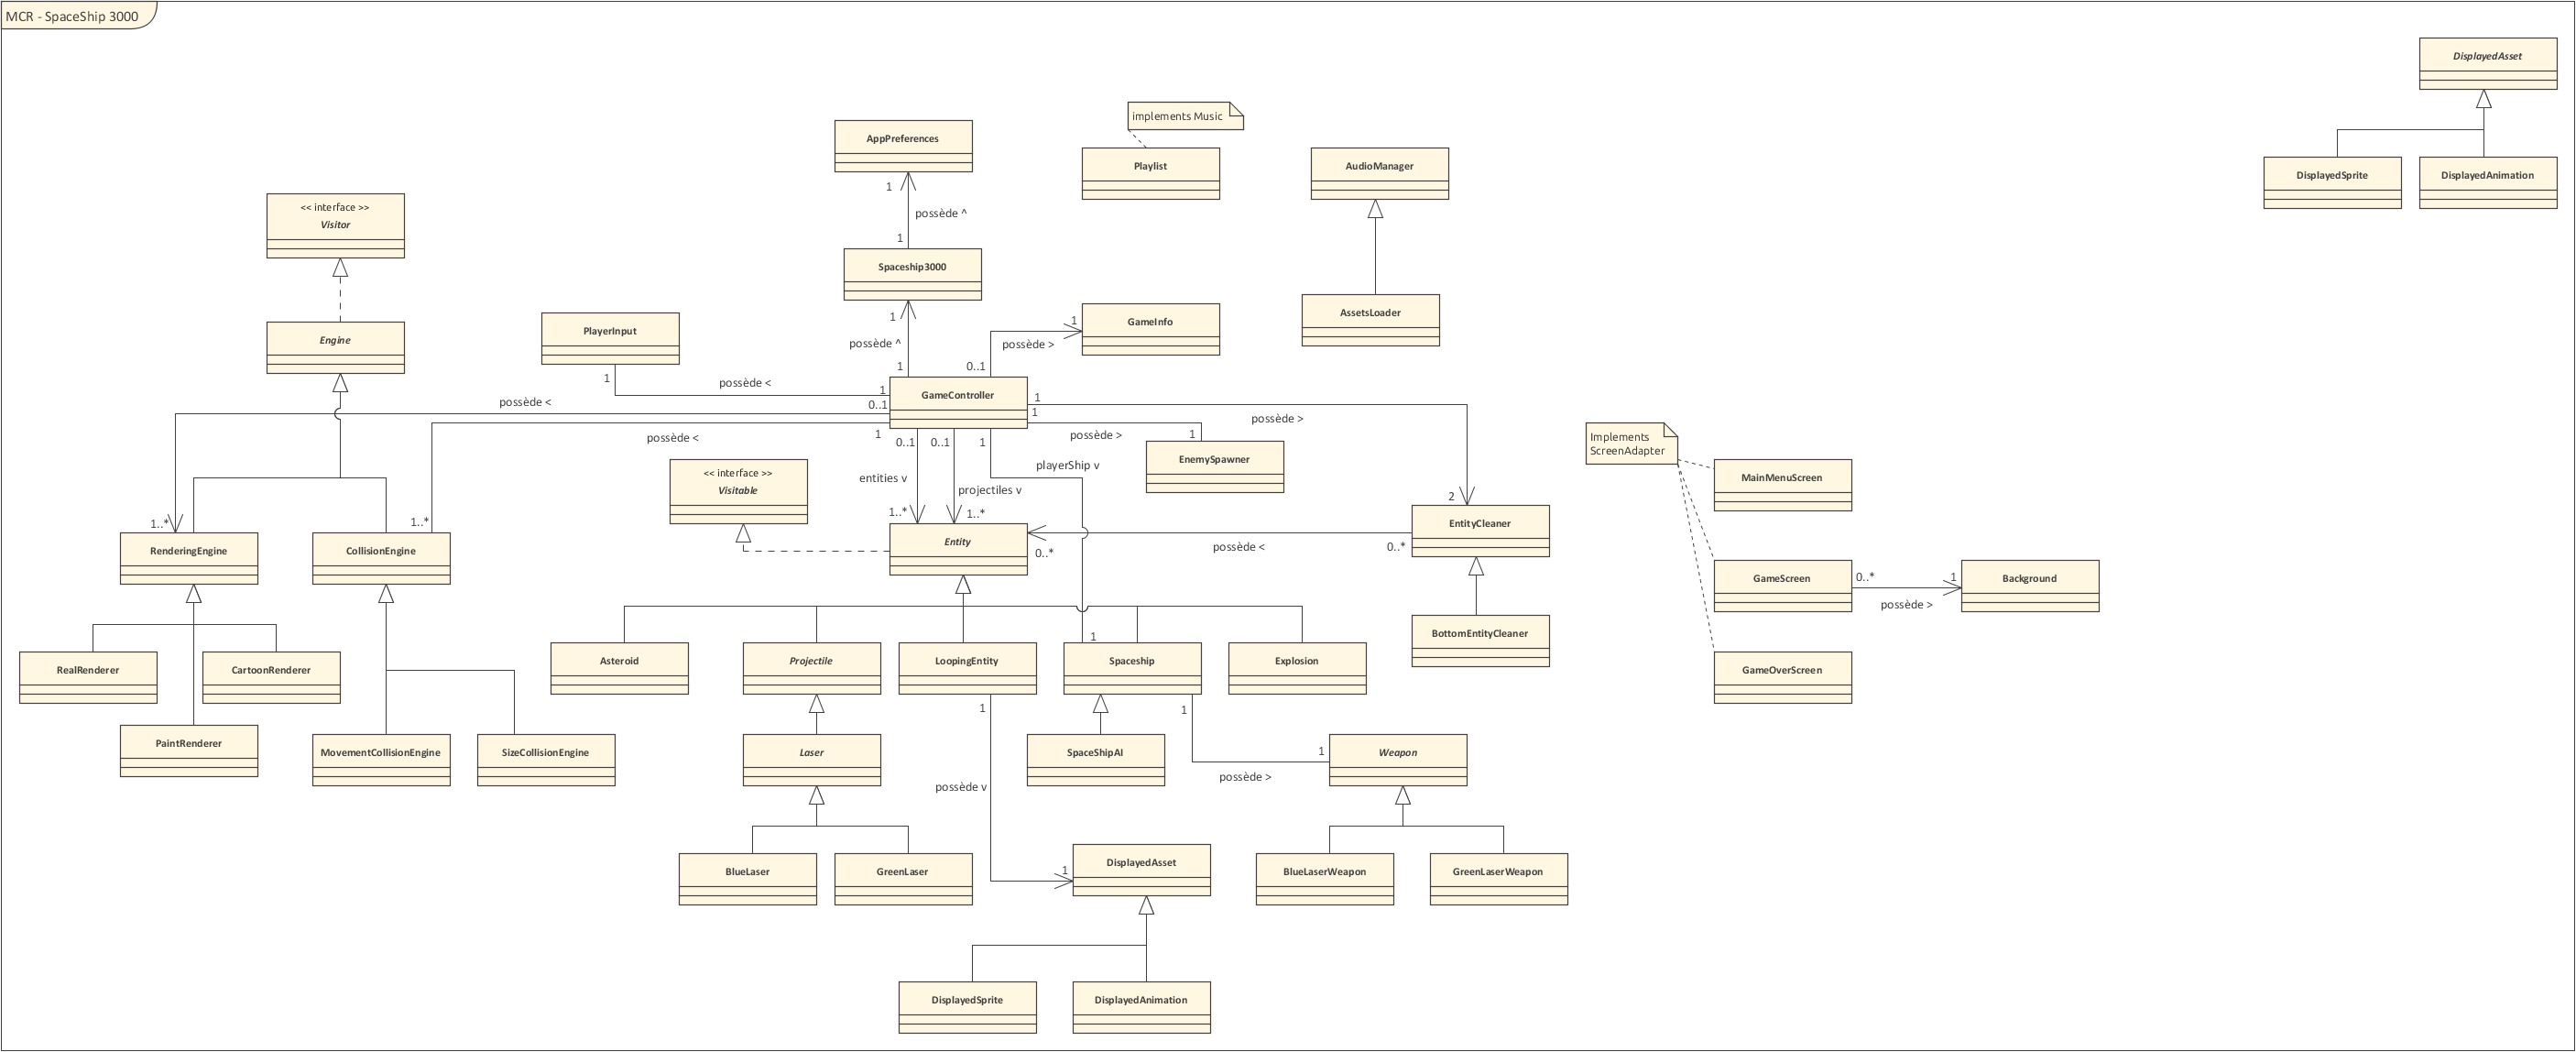 MCR - SpaceShip 3000
DisplayedAsset
DisplayedSprite
DisplayedAnimation
implements Music
Playlist
AudioManager
AssetsLoader
AppPreferences
1
possède ^
1
Spaceship3000
1
possède ^
1
<< interface >>
Visitor
Engine
PlayerInput
1
possède <
1
GameInfo
1
possède >
0..1
GameController
possède <
0..1
1..*
possède <
1
1..*
1
possède >
2
1
possède >
1
EnemySpawner
0..1
entities v
1..*
0..1
projectiles v
1..*
1
playerShip v
1
<< interface >>
Visitable
Entity
0..*
possède <
0..*
EntityCleaner
BottomEntityCleaner
Implements
ScreenAdapter
MainMenuScreen
GameScreen
0..*
possède >
1
Background
GameOverScreen
RenderingEngine
CollisionEngine
RealRenderer
CartoonRenderer
PaintRenderer
MovementCollisionEngine
SizeCollisionEngine
Asteroid
Projectile
LoopingEntity
Spaceship
Explosion
Laser
SpaceShipAI
1
possède >
1
Weapon
1
possède v
1
BlueLaser
GreenLaser
DisplayedAsset
BlueLaserWeapon
GreenLaserWeapon
DisplayedSprite
DisplayedAnimation